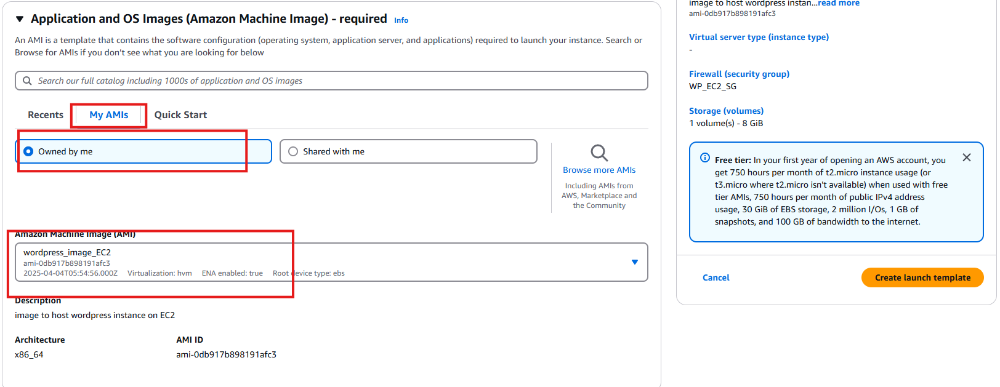 Application and OS Images (Amazon Machine Image) - required Info
An AMI is a template that contains the software configuration (operating system, application server, and applications) required to launch your instance. Search or
Browse for AMIs if you don't see what you are looking for below
Search our full catalog including 1000s of application and OS images
Recents
My AMIs
Quick Start
Owned by me
Shared with me
Browse more AMIs
Including AMIs from
AWS, Marketplace and
the Community
Amazon Machine Image (AMI)
wordpress_image_EC2
ami-0db917b898191afc3
2025-04-04T05:54:56.000Z Virtualization: hvm ENA enabled: true Root device type: ebs
Description
image to host wordpress instance on EC2
Architecture
x86_64
AMI ID
ami-0db917b898191afc3
image to host wordpress instan...read more
ami-0db917b898191afc3
Virtual server type (instance type)
-
Firewall (security group)
WP_EC2_SG
Storage (volumes)
1 volume(s) - 8 GiB
Free tier: In your first year of opening an AWS account, you
get 750 hours per month of t2.micro instance usage (or
t3.micro where t2.micro isn't available) when used with free
tier AMIs, 750 hours per month of public IPv4 address
usage, 30 GiB of EBS storage, 2 million I/Os, 1 GB of
snapshots, and 100 GB of bandwidth to the internet.
Cancel
Create launch template